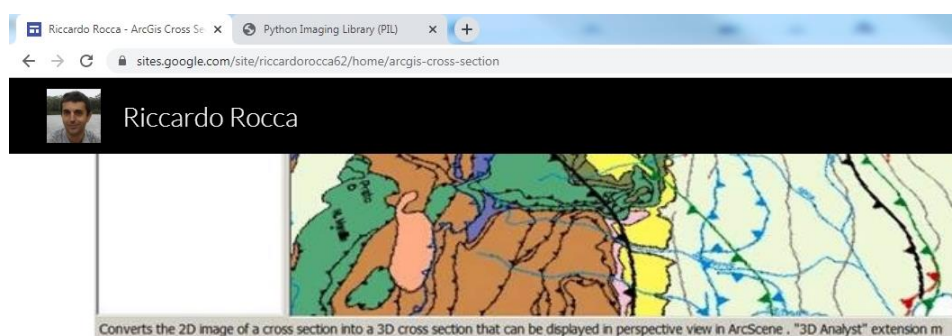 Riccardo Rocca - ArcGis Cross Se
Python Imaging Library (PIL)
sites.google.com/site/riccardorocca62/home/arcgis-cross-section
Riccardo Rocca
Converts the 2D image of a cross section into a 3D cross section that can be displayed in perspective view in ArcScene . "3D Analyst" extension m